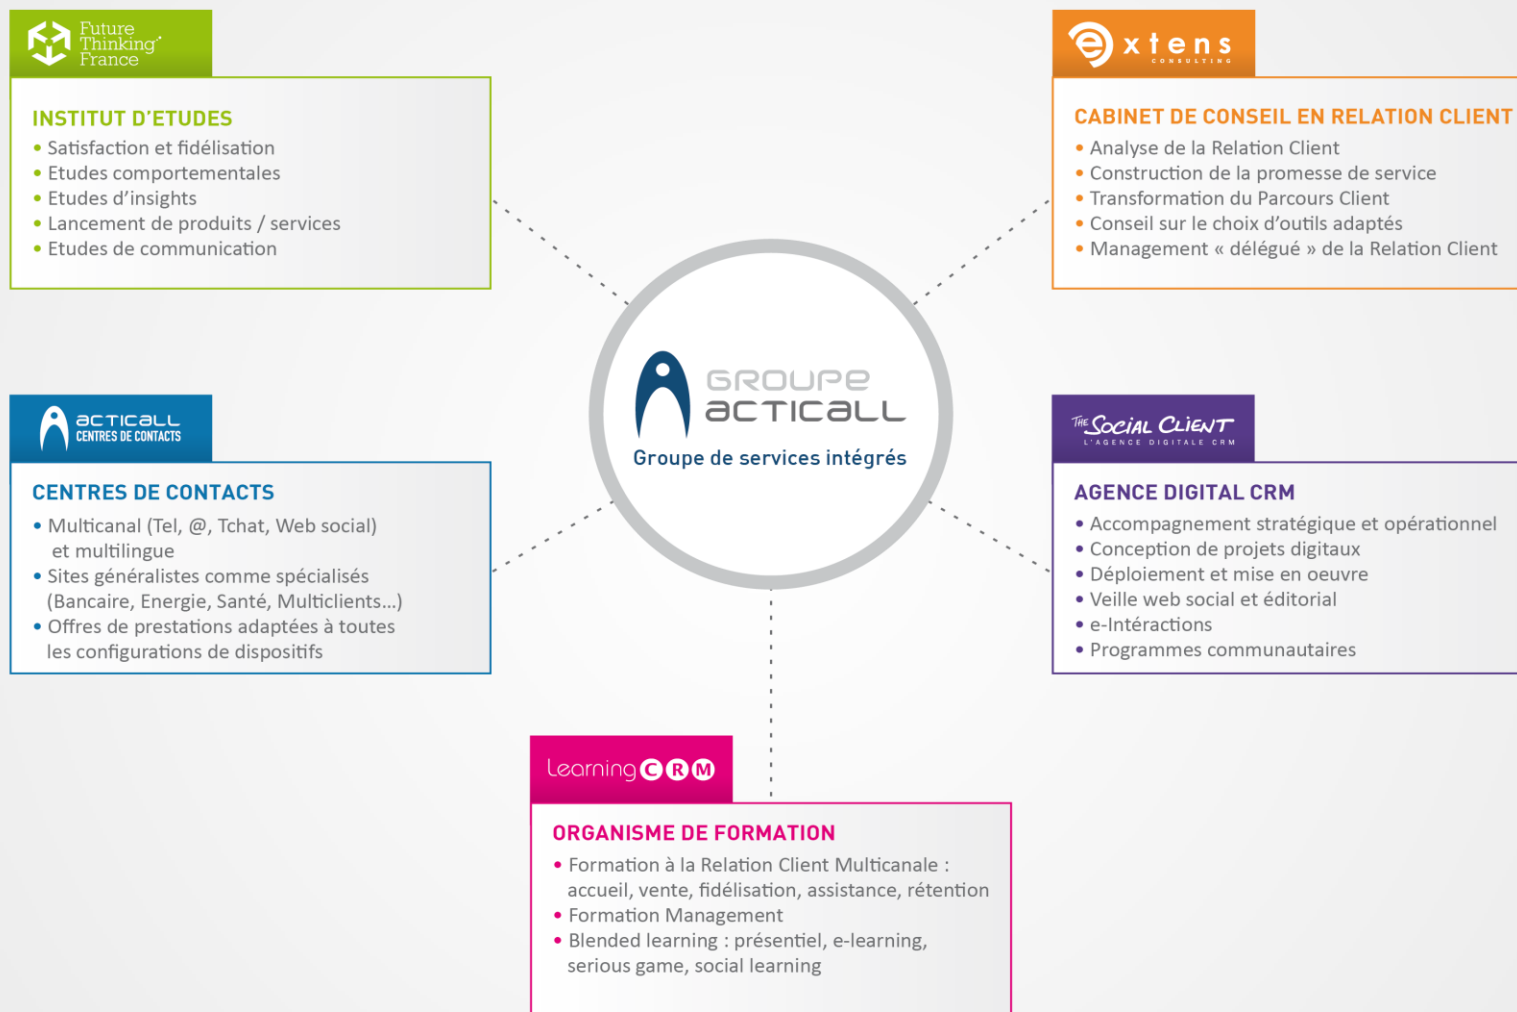 Future
Thinking
France
INSTITUT D’ETUDES
• Satisfaction et fidélisation
• Etudes comportementales
• Etudes d’insights
• Lancement de produits / services
• Etudes de communication
extens
CONSULTING
CABINET DE CONSEIL EN RELATION CLIENT
• Analyse de la Relation Client
• Construction de la promesse de service
• Transformation du Parcours Client
• Conseil sur le choix d’outils adaptés
• Management « délégué » de la Relation Client
GROUPE
ACTICALL
Groupe de services intégrés
ACTICALL
CENTRES DE CONTACTS
CENTRES DE CONTACTS
• Multicanal (Tel, @, Tchat, Web social)
et multilingue
• Sites généralistes comme spécialisés
(Bancaire, Energie, Santé, Multiclients...)
• Offres de prestations adaptées à toutes
les configurations de dispositifs
THE SOCIAL CLIENT
L'AGENCE DIGITALE CRM
AGENCE DIGITAL CRM
• Accompagnement stratégique et opérationnel
• Conception de projets digitaux
• Déploiement et mise en oeuvre
• Veille web social et éditorial
• e-Intéractions
• Programmes communautaires
Learning CRM
ORGANISME DE FORMATION
• Formation à la Relation Client Multicanale :
accueil, vente, fidélisation, assistance, rétention
• Formation Management
• Blended learning : présentiel, e-learning,
serious game, social learning